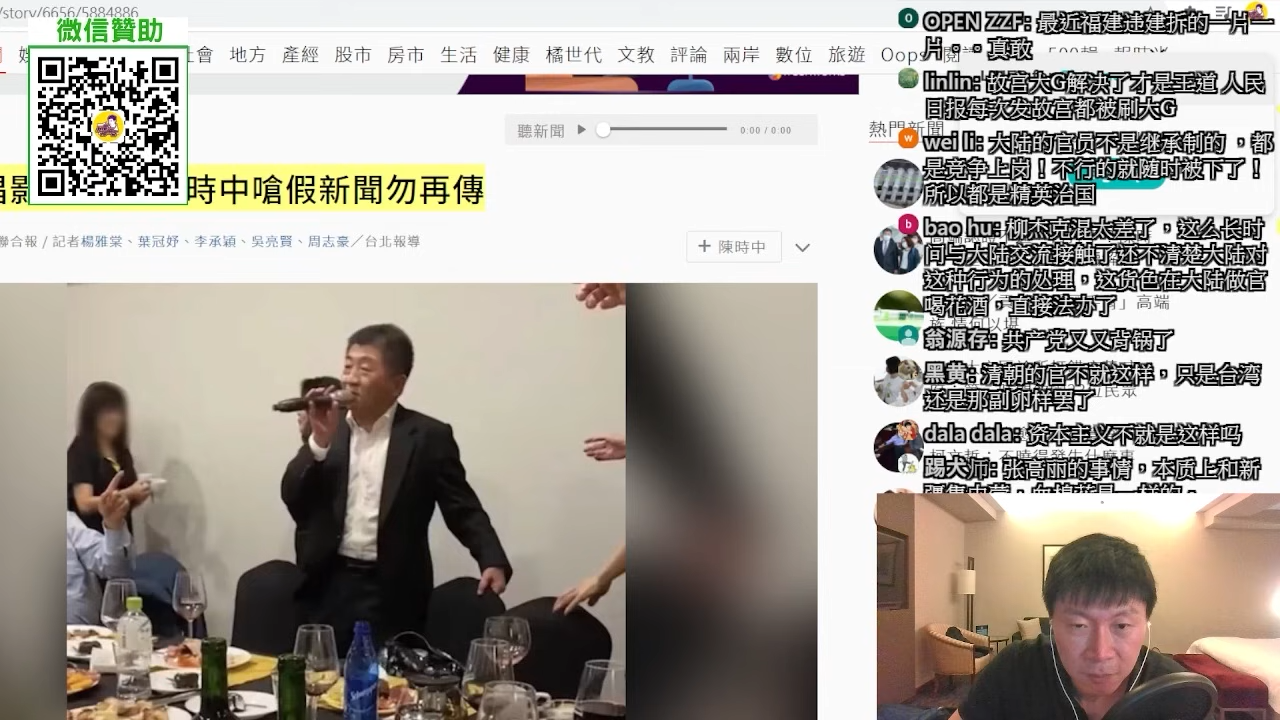 /story/6656/5884886
微信贊助
會 地方 產經 股市 房市 生活 健康 橘世代 文教 評論 兩岸 數位 旅遊 Oops 閱
聽新聞 0:00 / 0:00
時中嗆假新聞勿再傳
聯合報 / 記者楊雅棠、葉冠妤、李承穎、吳亮賢、周志豪／台北報導
+ 陳時中
熱門新聞
OPEN ZZF: 最近福建速建拆的一片一
片。。真敢
linlin: 故宫大G解决了才是王道 人民
日报每次发故宫都被刷大G
wei li: 大陆的官员不是继承制的，都
是竞争上岗！不行的就随时被下了！
所以都是精英治国
bao hu: 柳杰克混太差了，这么长时
间与大陆交流接触了还不清楚大陆对
这种行为的处理，这货色在大陆做官
喝花酒，直接法办了
」高端
翁源存: 共产党又又背锅了
黑黄: 清朝的官不就这样，只是台湾
还是那副卵样罢了
dala dala: 资本主义不就是这样吗
踢犬师: 张高丽的事情，本质上和新